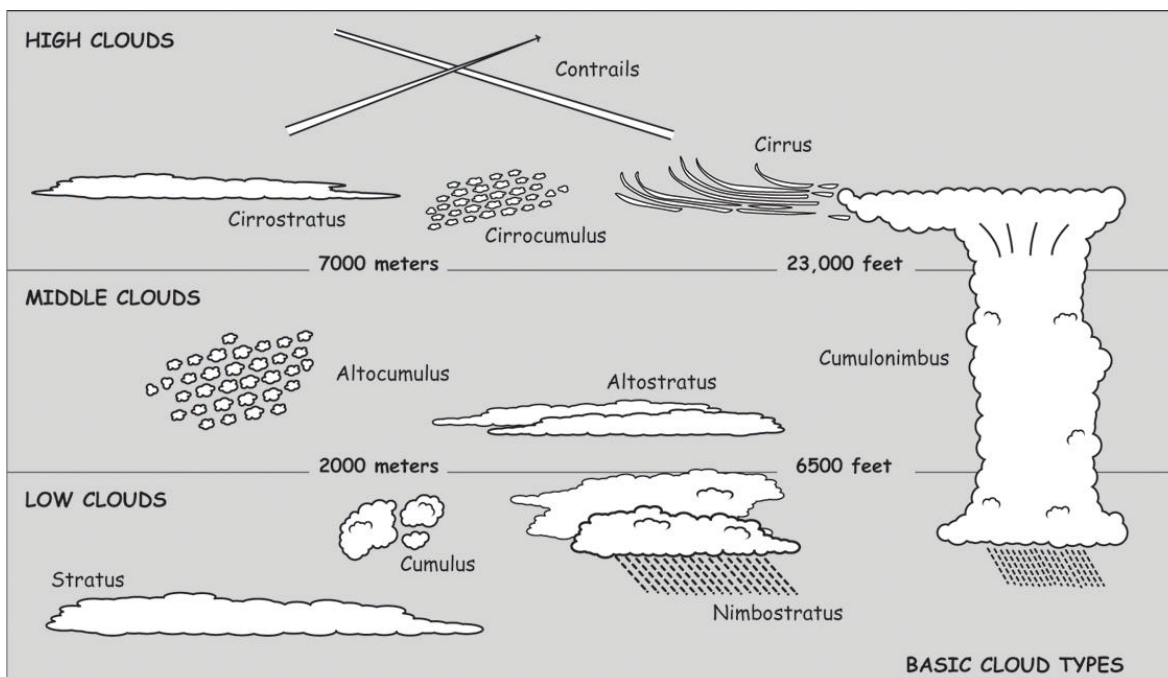 HIGH CLOUDS
Contrails
Cirrus
Cirrostratus
Cirrocumulus
7000 meters
23,000 feet
MIDDLE CLOUDS
Altocumulus
Altostratus
Cumulonimbus
2000 meters
6500 feet
LOW CLOUDS
Cumulus
Stratus
Nimbostratus
BASIC CLOUD TYPES